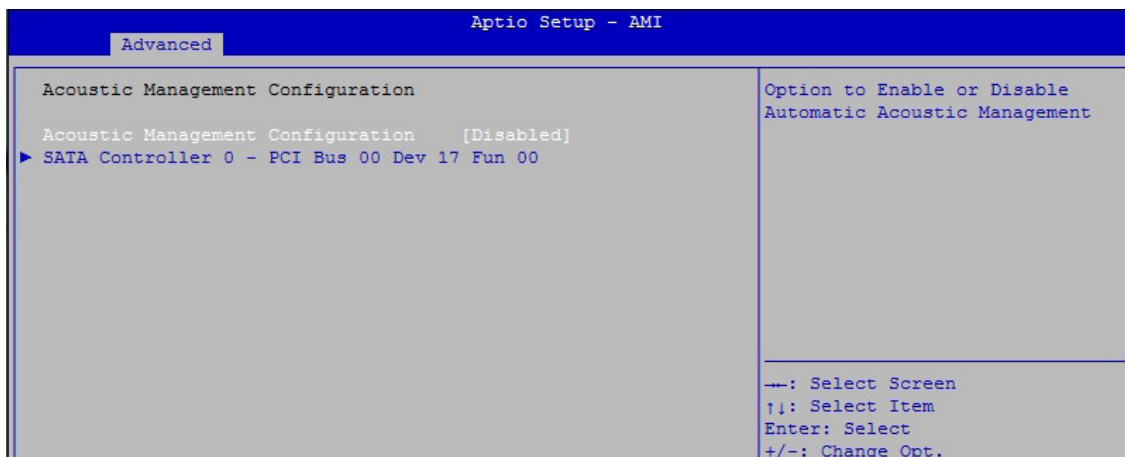 Aptio Setup - AMI
Advanced
Acoustic Management Configuration
Acoustic Management Configuration [Disabled]
► SATA Controller 0 - PCI Bus 00 Dev 17 Fun 00
Option to Enable or Disable
Automatic Acoustic Management
→←: Select Screen
↑↓: Select Item
Enter: Select
+/-: Change Opt.